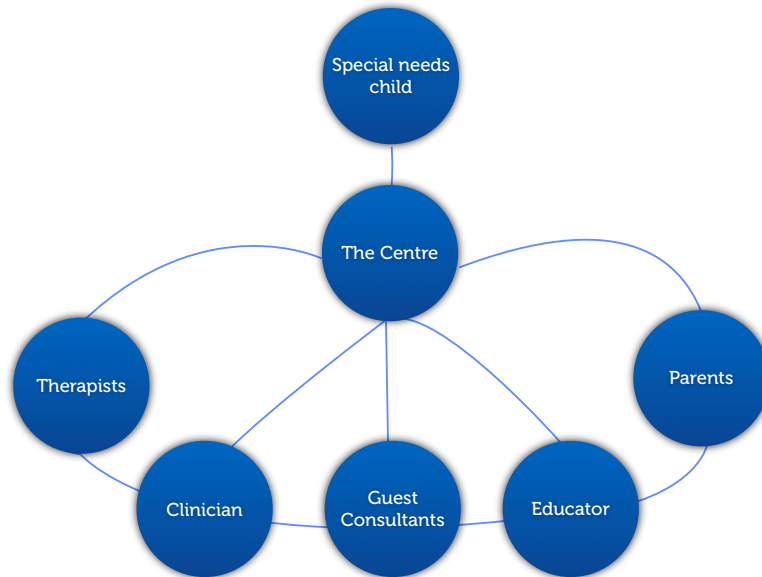 Special needs
child
The Centre
Therapists
Parents
Clinician
Guest
Consultants
Educator